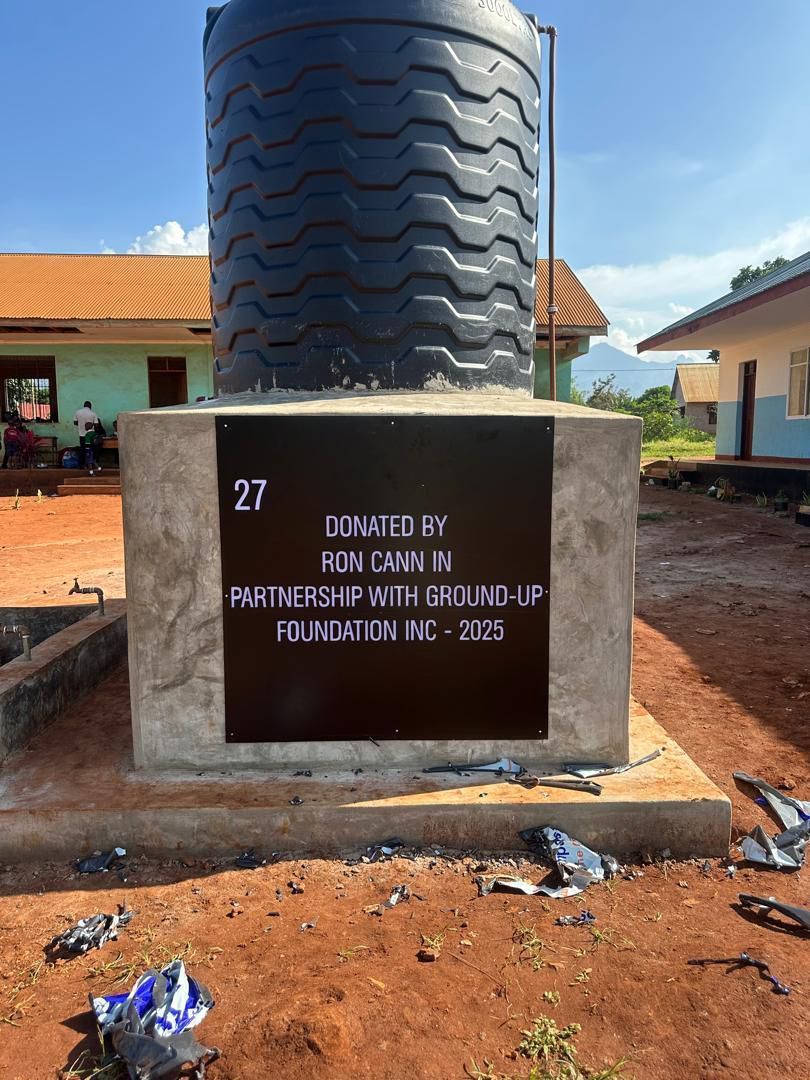 27
DONATED BY
RON CANN IN
PARTNERSHIP WITH GROUND-UP
FOUNDATION INC - 2025